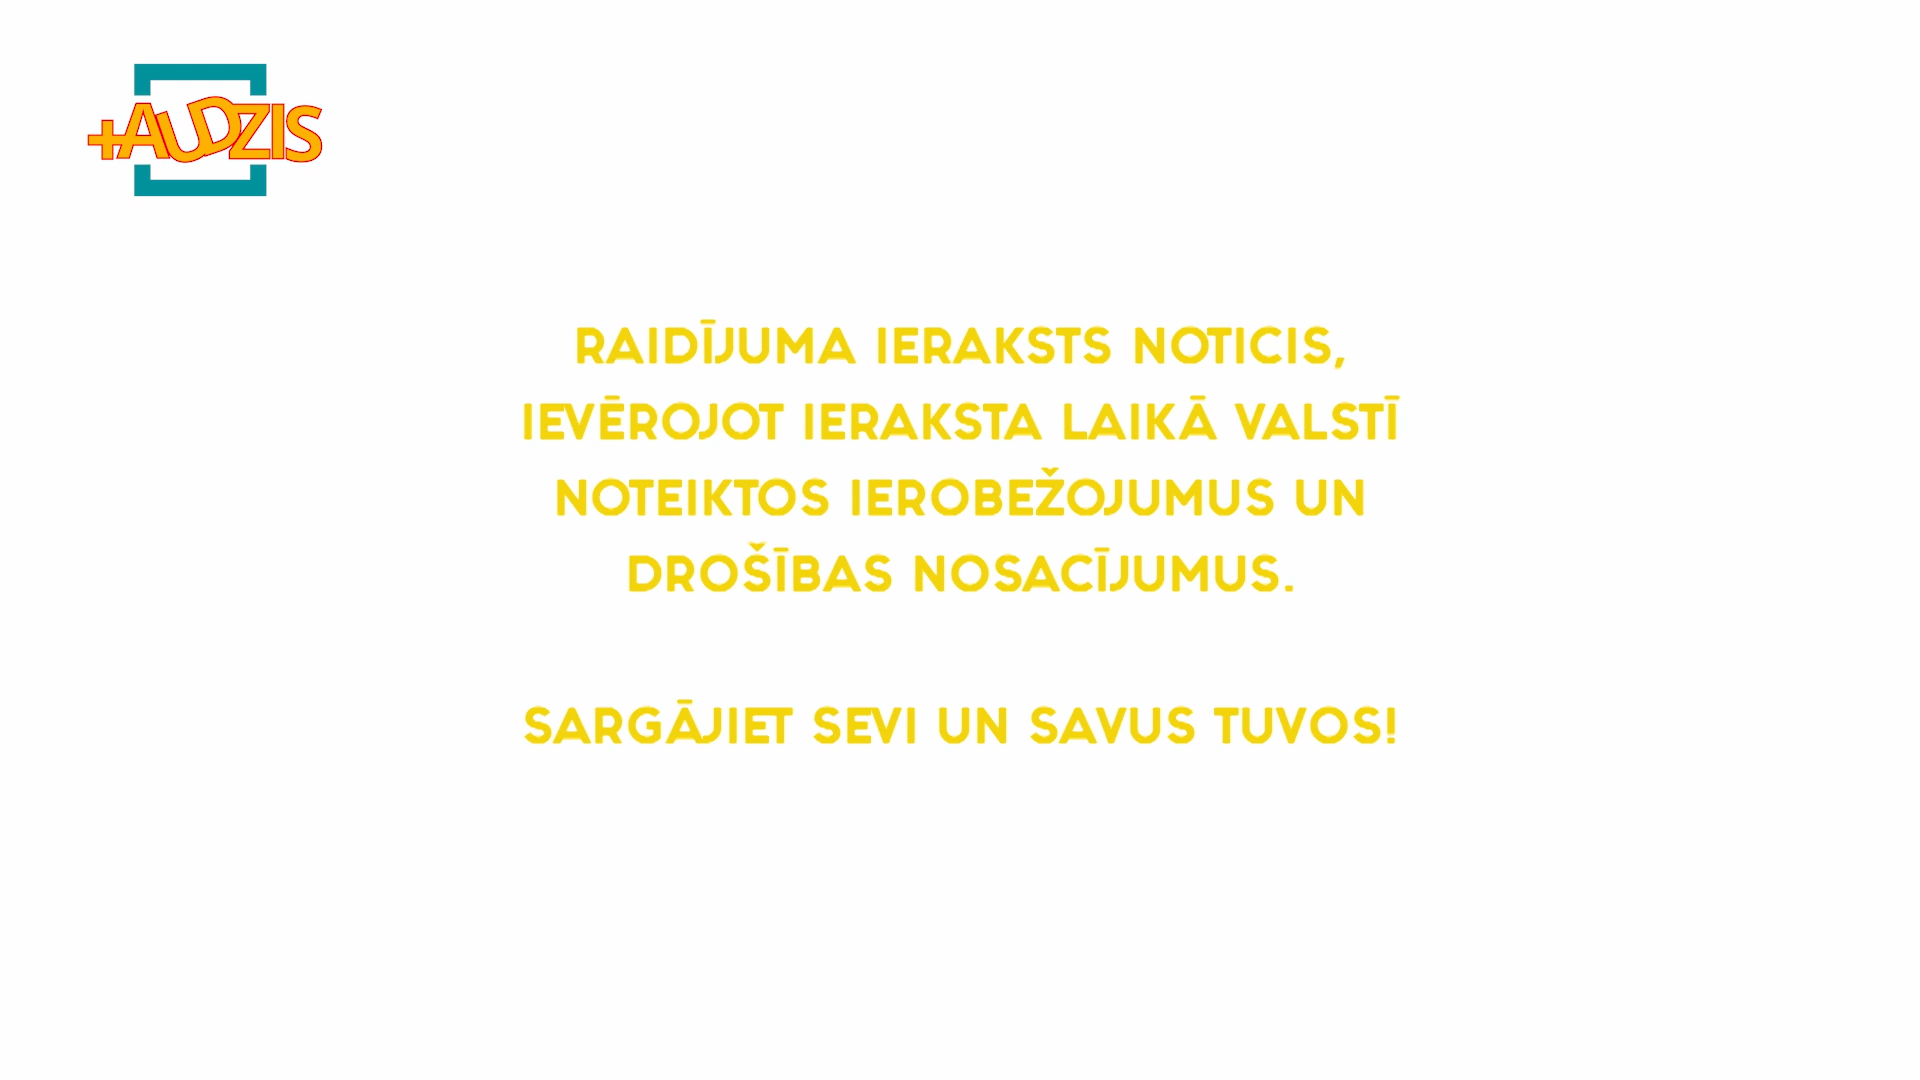 +AUDZIS
RAIDĪJUMA IERAKSTS NOTICIS,
IEVĒROJOT IERAKSTA LAIKĀ VALSTĪ
NOTEIKTOS IEROBEŽOJUMUS UN
DROŠĪBAS NOSACĪJUMUS.
SARGĀJIET SEVI UN SAVUS TUVOS!